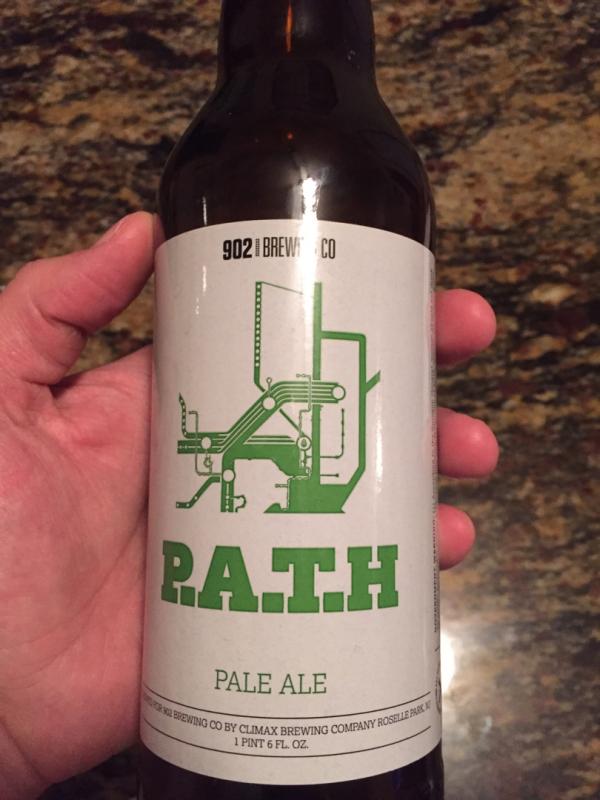 902 BREWING CO
P.A.T.H
PALE ALE
FOR 902 BREWING CO BY CLIMAX BREWING COMPANY ROSELLE PARK, NJ
1 PINT 6 FL. OZ.